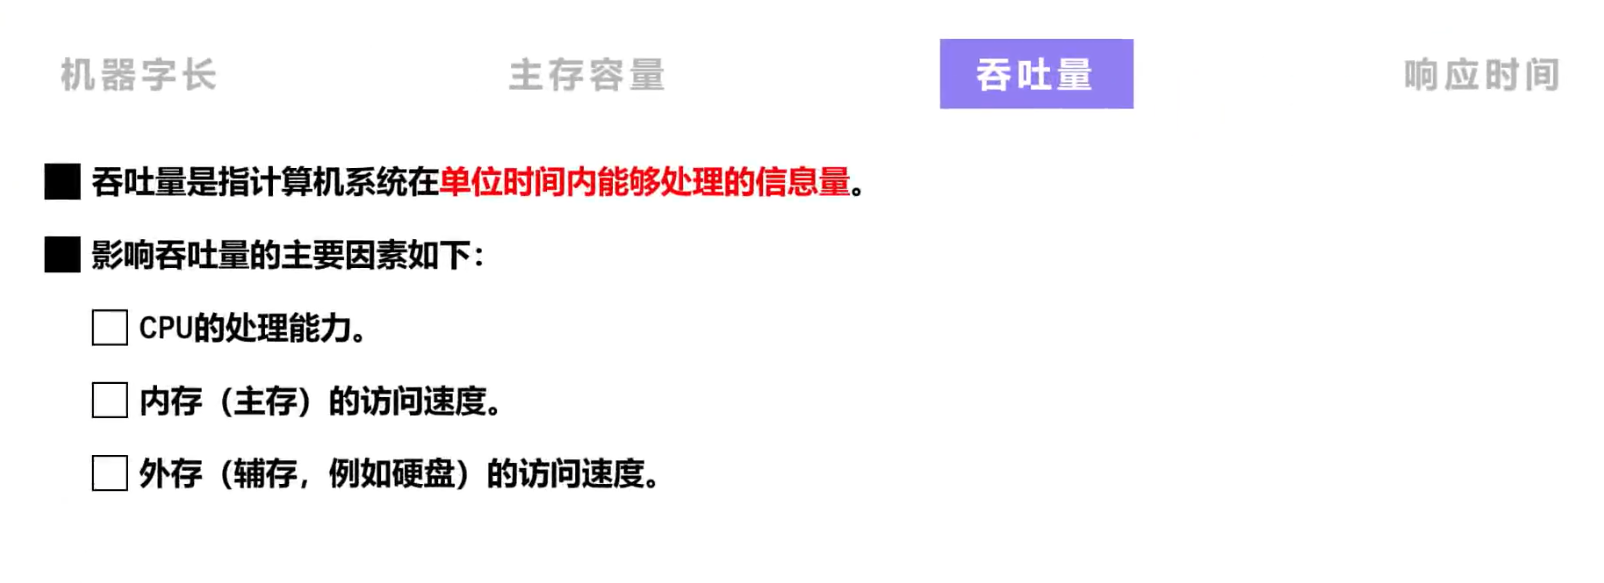 机器字长 主存容量 吞吐量 响应时间
吞吐量是指计算机系统在单位时间内能够处理的信息量。
影响吞吐量的主要因素如下：
CPU的处理能力。
内存（主存）的访问速度。
外存（辅存，例如硬盘）的访问速度。